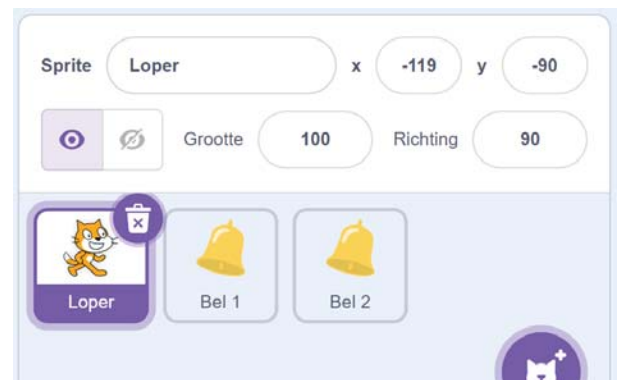 Sprite Loper x -119 y -90
Grootte 100 Richting 90
Loper Bel 1 Bel 2